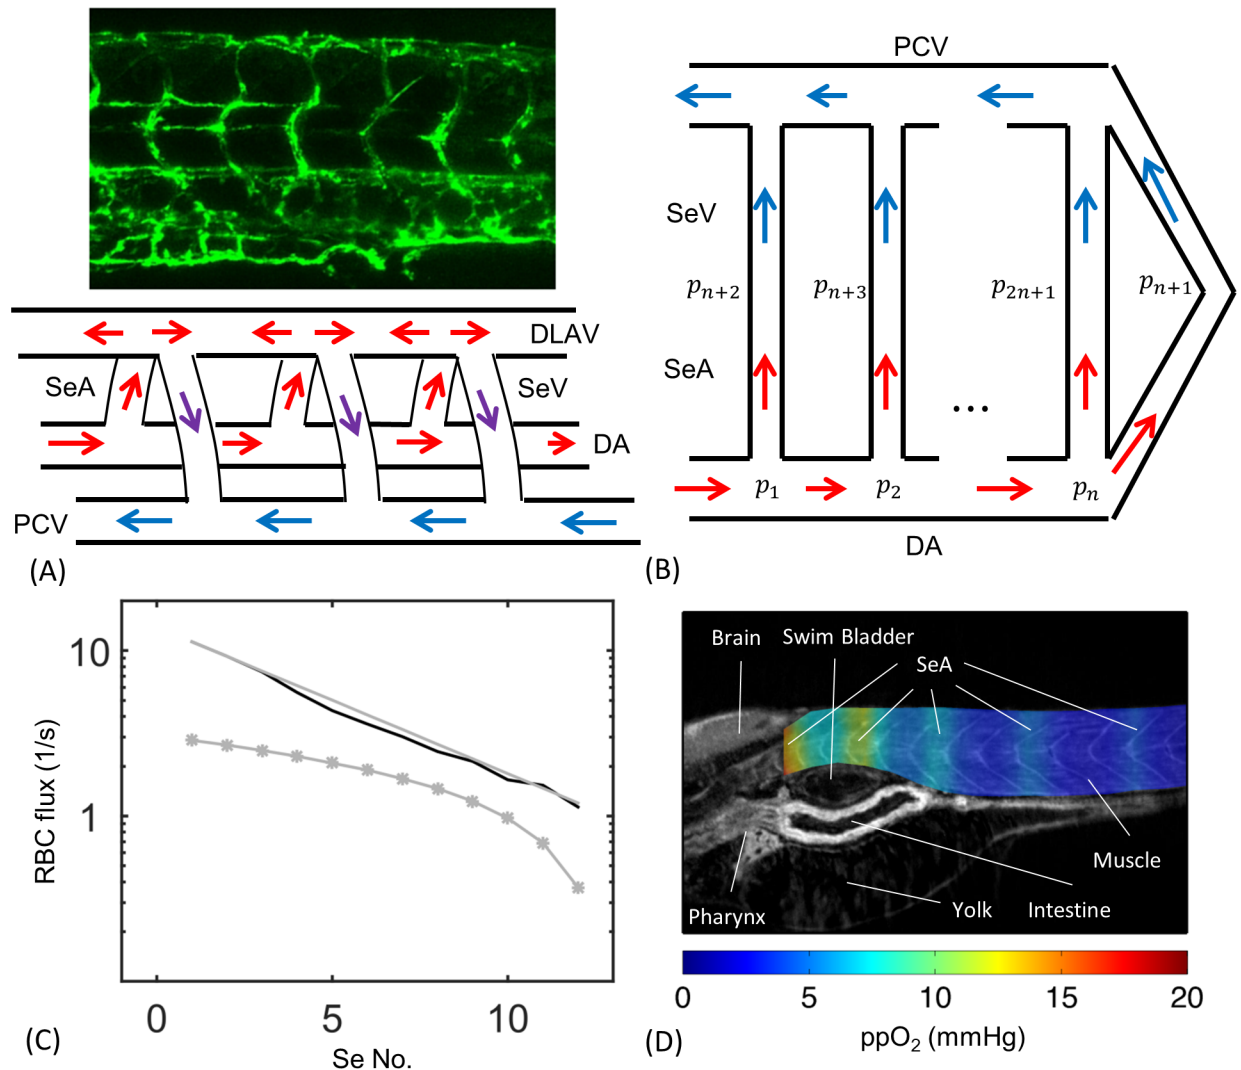 DLAV
SeA
SeV
DA
PCV
(A)
PCV
SeV
p_{n+2}
p_{n+3}
p_{2n+1}
p_{n+1}
SeA
...
p_1
p_2
p_n
DA
(B)
10
1
RBC flux (1/s)
0
5
10
Se No.
(C)
Brain
Swim Bladder
SeA
Muscle
Pharynx
Yolk
Intestine
0
5
10
15
20
ppO₂ (mmHg)
(D)